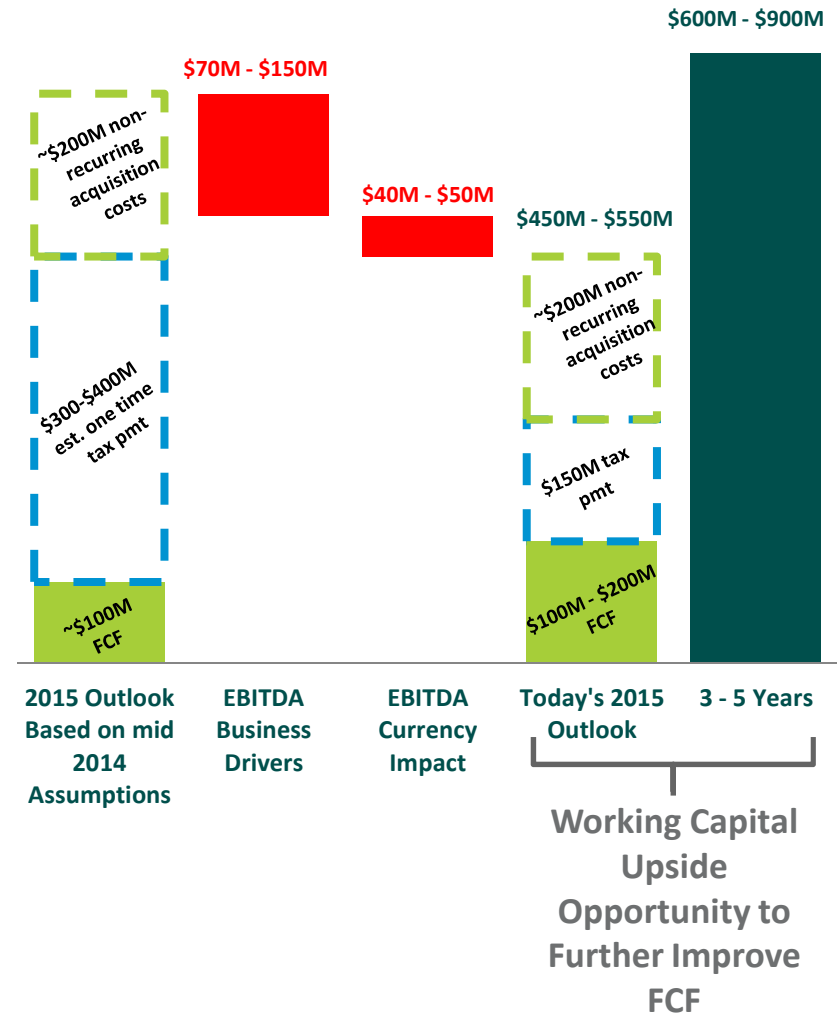 $600M - $900M
$70M - $150M
~$200M non-
recurring
acquisition
costs
$40M - $50M
$450M - $550M
~$200M non-
recurring
acquisition
costs
$300-$400M
est. one time
tax pmt
$150M tax
pmt
~$100M
FCF
$100M - $200M
FCF
2015 Outlook
Based on mid
2014
Assumptions
EBITDA
Business
Drivers
EBITDA
Currency
Impact
Today's 2015
Outlook
3 - 5 Years
Working Capital
Upside
Opportunity to
Further Improve
FCF